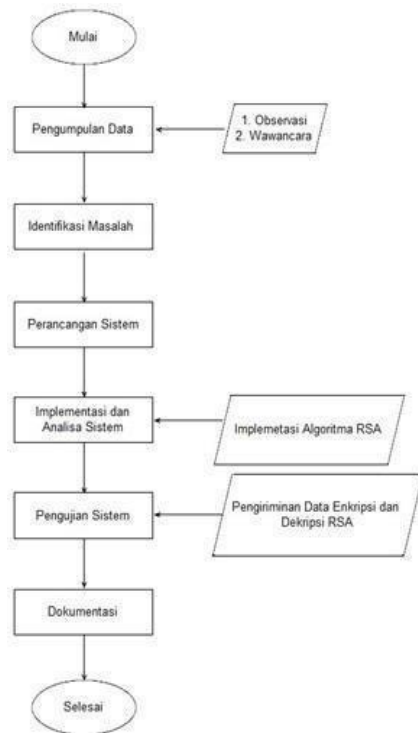 Mulai
Pengumpulan Data
1. Observasi
2. Wawancara
Identifikasi Masalah
Perancangan Sistem
Implementasi dan
Analisa Sistem
Implemetasi Algoritma RSA
Pengujian Sistem
Pengiriminan Data Enkripsi dan
Dekripsi RSA
Dokumentasi
Selesai